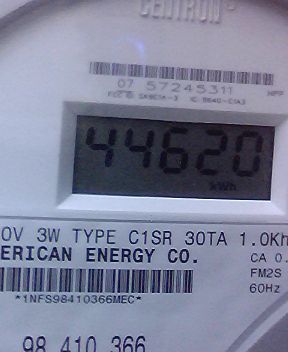 CENTRON
07 57245311
44620
kWh
0V 3W TYPE C1SR 30TA 1.0Kh
ERICAN ENERGY CO. CA 0.
FM2S
*1NFS98410366MEC* 60Hz
98 410 366